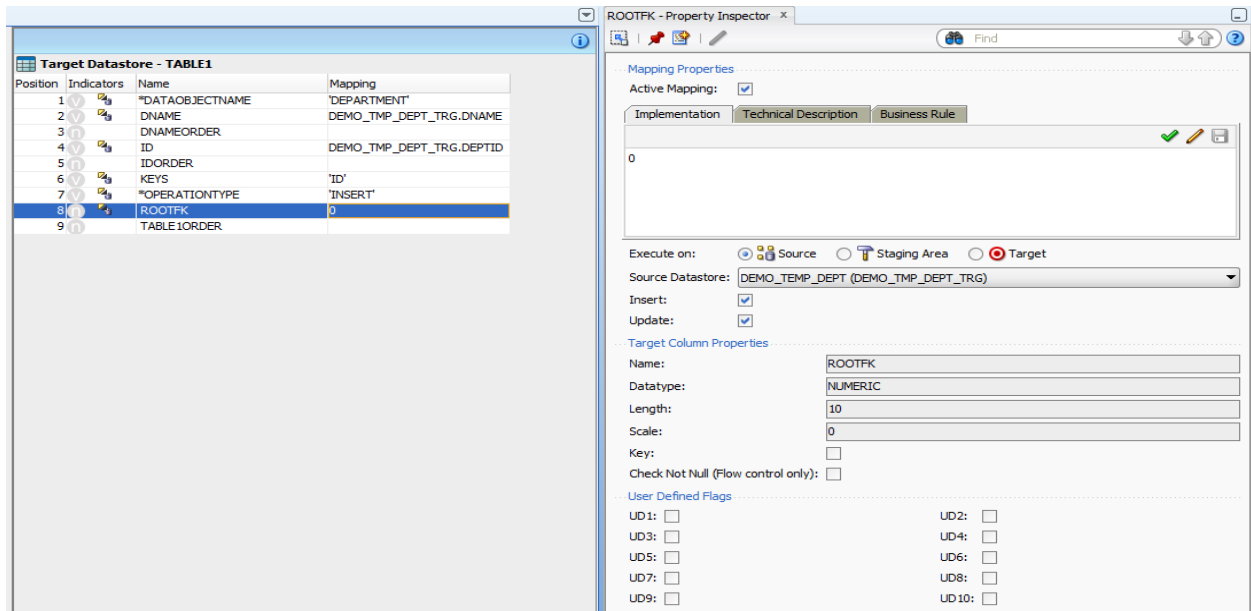 ROOTFK - Property Inspector x
Find
Target Datastore - TABLE1
Position Indicators Name Mapping
1 v *DATAOBJECTNAME 'DEPARTMENT'
2 v DNAME DEMO_TMP_DEPT_TRG.DNAME
3 n DNAMEORDER
4 v ID DEMO_TMP_DEPT_TRG.DEPTID
5 n IDORDER
6 v KEYS 'ID'
7 v *OPERATIONTYPE 'INSERT'
8 n ROOTFK 0
9 n TABLE1ORDER
Mapping Properties
Active Mapping:
Implementation Technical Description Business Rule
0
Execute on: Source Staging Area Target
Source Datastore: DEMO_TEMP_DEPT (DEMO_TMP_DEPT_TRG)
Insert:
Update:
Target Column Properties
Name: ROOTFK
Datatype: NUMERIC
Length: 10
Scale: 0
Key:
Check Not Null (Flow control only):
User Defined Flags
UD1: UD2:
UD3: UD4:
UD5: UD6:
UD7: UD8:
UD9: UD10: